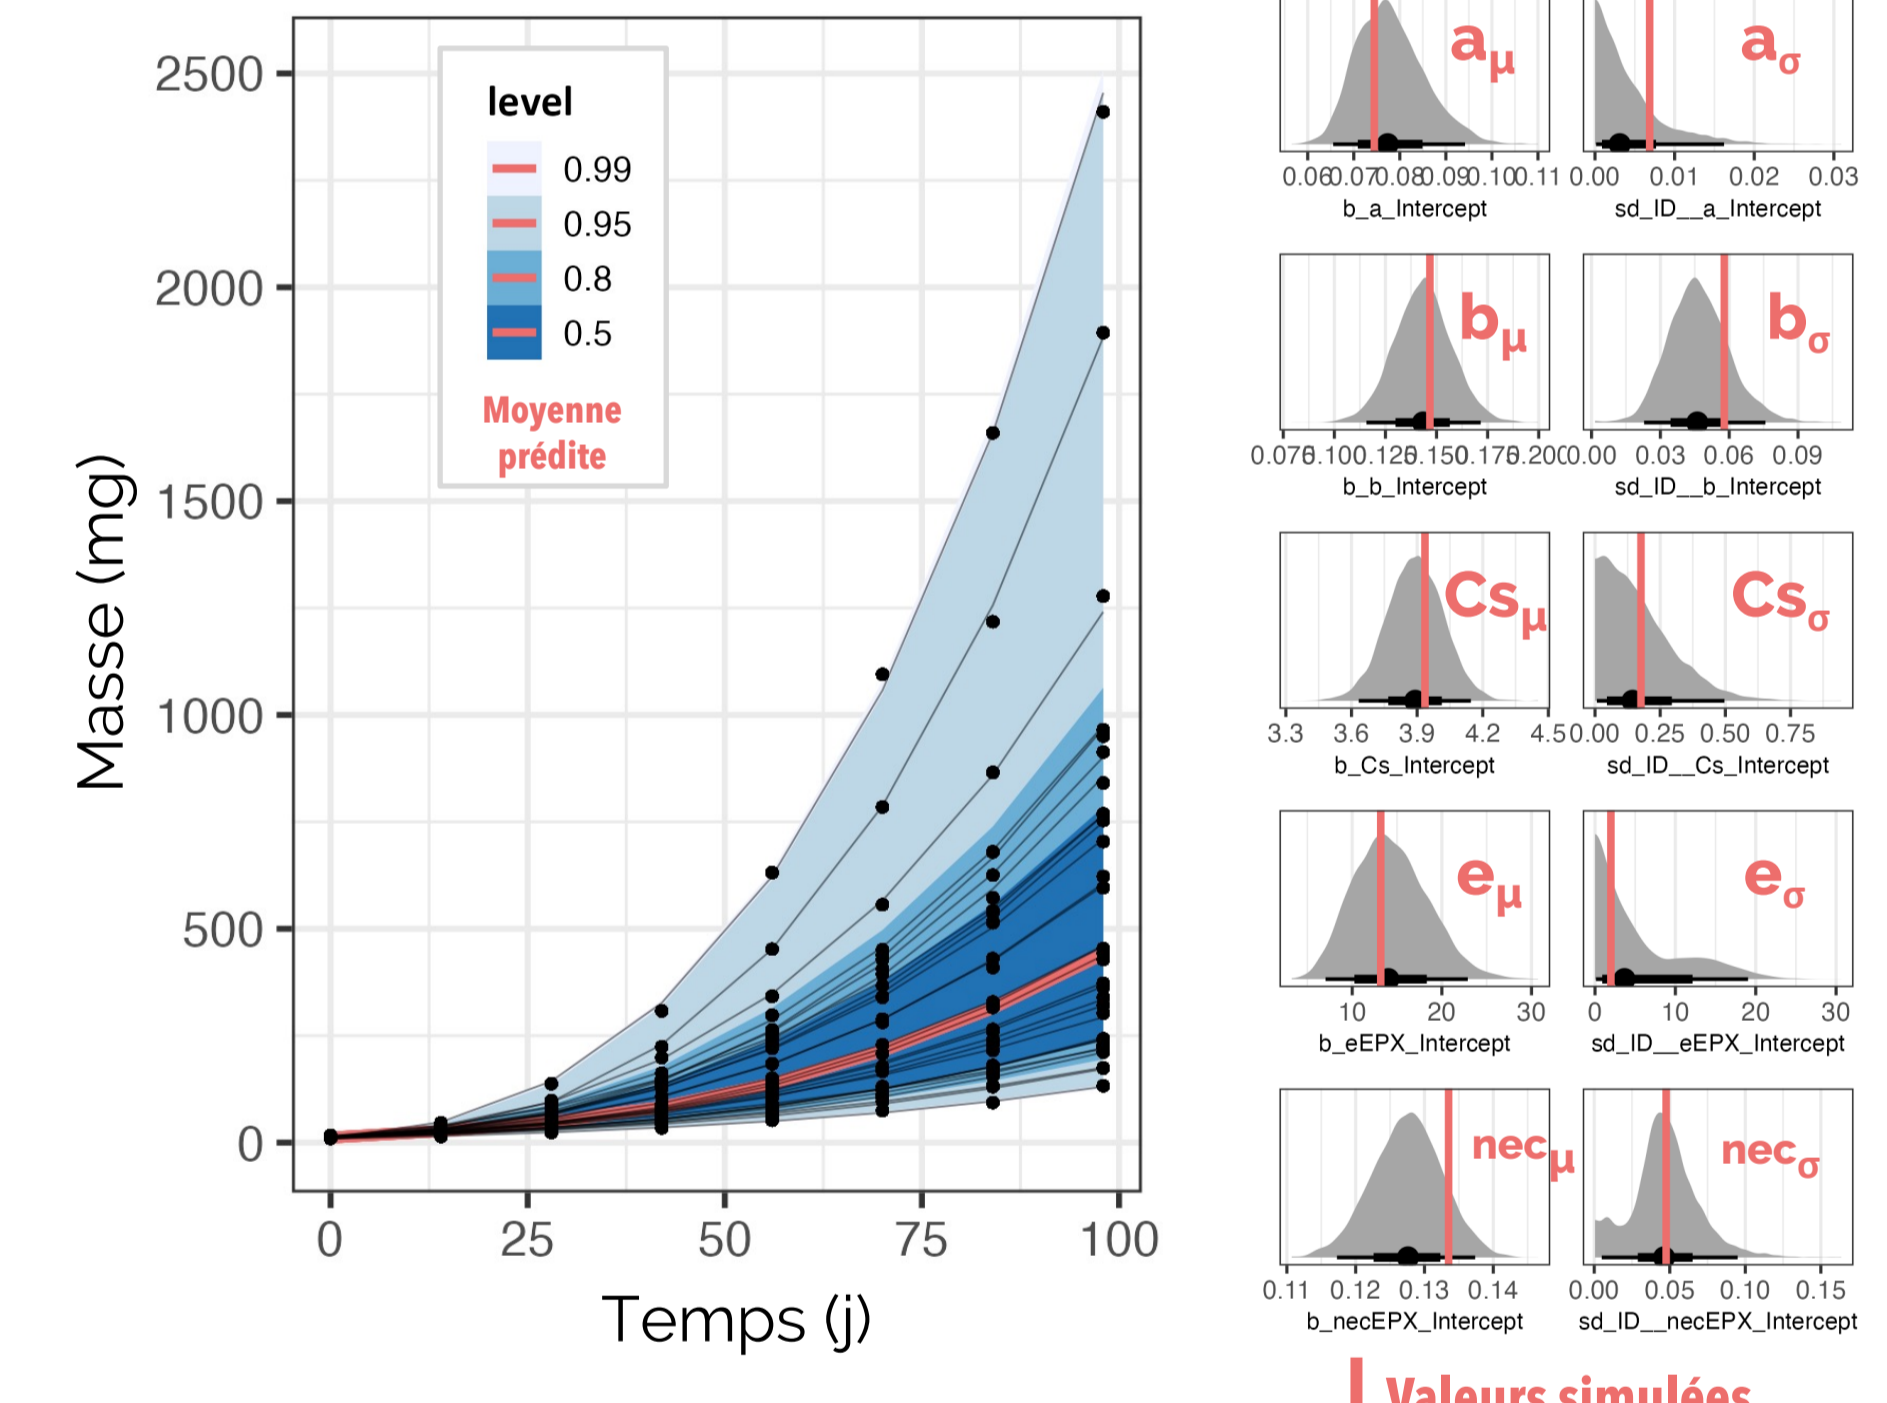 Masse (mg)
2500
2000
1500
1000
500
0
level
0.99
0.95
0.8
0.5
Moyenne
prédite
0 25 50 75 100
Temps (j)
aμ
0.06 0.07 0.08 0.09 0.10 0.11
b_a_Intercept
aσ
0.00 0.01 0.02 0.03
sd_ID__a_Intercept
bμ
0.075 0.100 0.125 0.150 0.175 0.200
b_b_Intercept
bσ
0.00 0.03 0.06 0.09
sd_ID__b_Intercept
Csμ
3.3 3.6 3.9 4.2 4.5
b_Cs_Intercept
Csσ
0.00 0.25 0.50 0.75
sd_ID__Cs_Intercept
eμ
10 20 30
b_eEPX_Intercept
eσ
0 10 20 30
sd_ID__eEPX_Intercept
necμ
0.11 0.12 0.13 0.14
b_necEPX_Intercept
necσ
0.00 0.05 0.10 0.15
sd_ID__necEPX_Intercept
Valeurs simulées